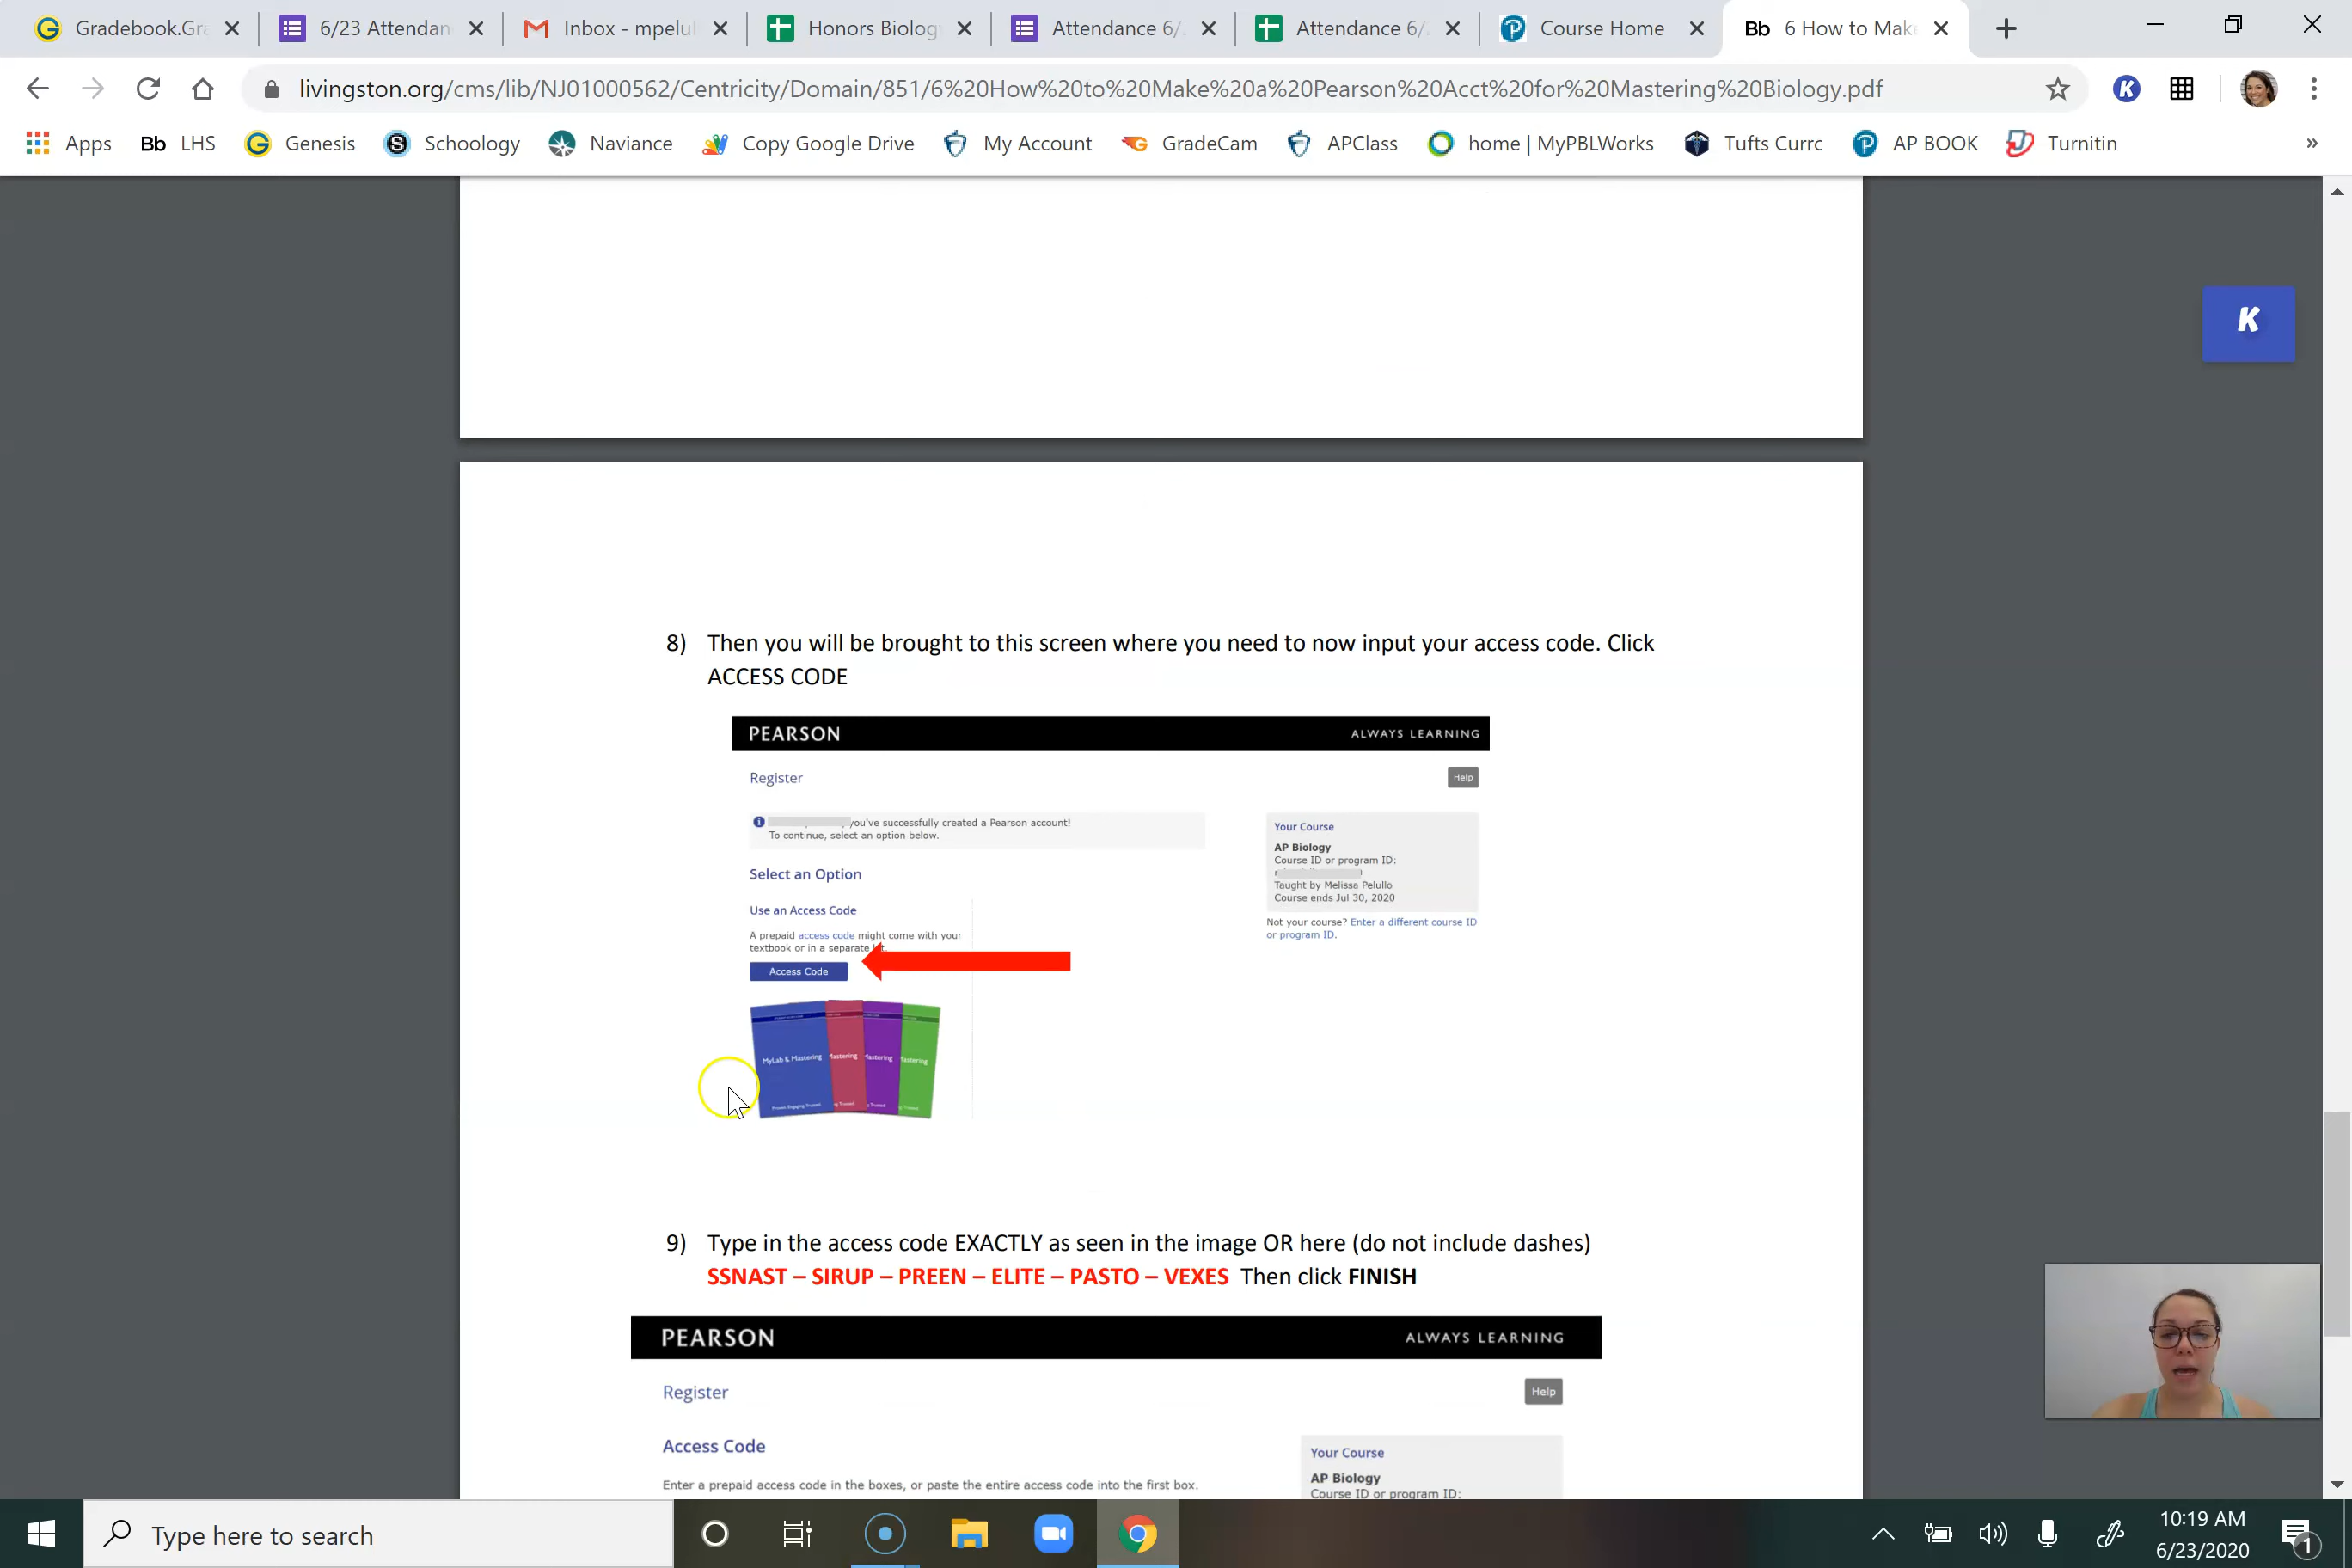 Gradebook.Gra
6/23 Attendan
Inbox - mpelul
Honors Biolog
Attendance 6/
Attendance 6/
Course Home
Bb 6 How to Mak
livingston.org/cms/lib/NJ01000562/Centricity/Domain/851/6%20How%20to%20Make%20a%20Pearson%20Acct%20for%20Mastering%20Biology.pdf
K
Apps
Bb LHS
Genesis
Schoology
Naviance
Copy Google Drive
My Account
GradeCam
APClass
home | MyPBLWorks
Tufts Currc
AP BOOK
Turnitin
»
K
8) Then you will be brought to this screen where you need to now input your access code. Click
ACCESS CODE
PEARSON
ALWAYS LEARNING
Register
Help
you've successfully created a Pearson account!
To continue, select an option below.
Your Course
AP Biology
Course ID or program ID:
Taught by Melissa Pelullo
Course ends Jul 30, 2020
Not your course? Enter a different course ID
or program ID.
Select an Option
Use an Access Code
A prepaid access code might come with your
textbook or in a separate
Access Code
MyLab & Mastering
Mastering
Mastering
Mastering
9) Type in the access code EXACTLY as seen in the image OR here (do not include dashes)
SSNAST – SIRUP – PREEN – ELITE – PASTO – VEXES Then click FINISH
PEARSON
ALWAYS LEARNING
Register
Help
Access Code
Enter a prepaid access code in the boxes, or paste the entire access code into the first box.
Your Course
AP Biology
Course ID or program ID:
Type here to search
10:19 AM
6/23/2020
1